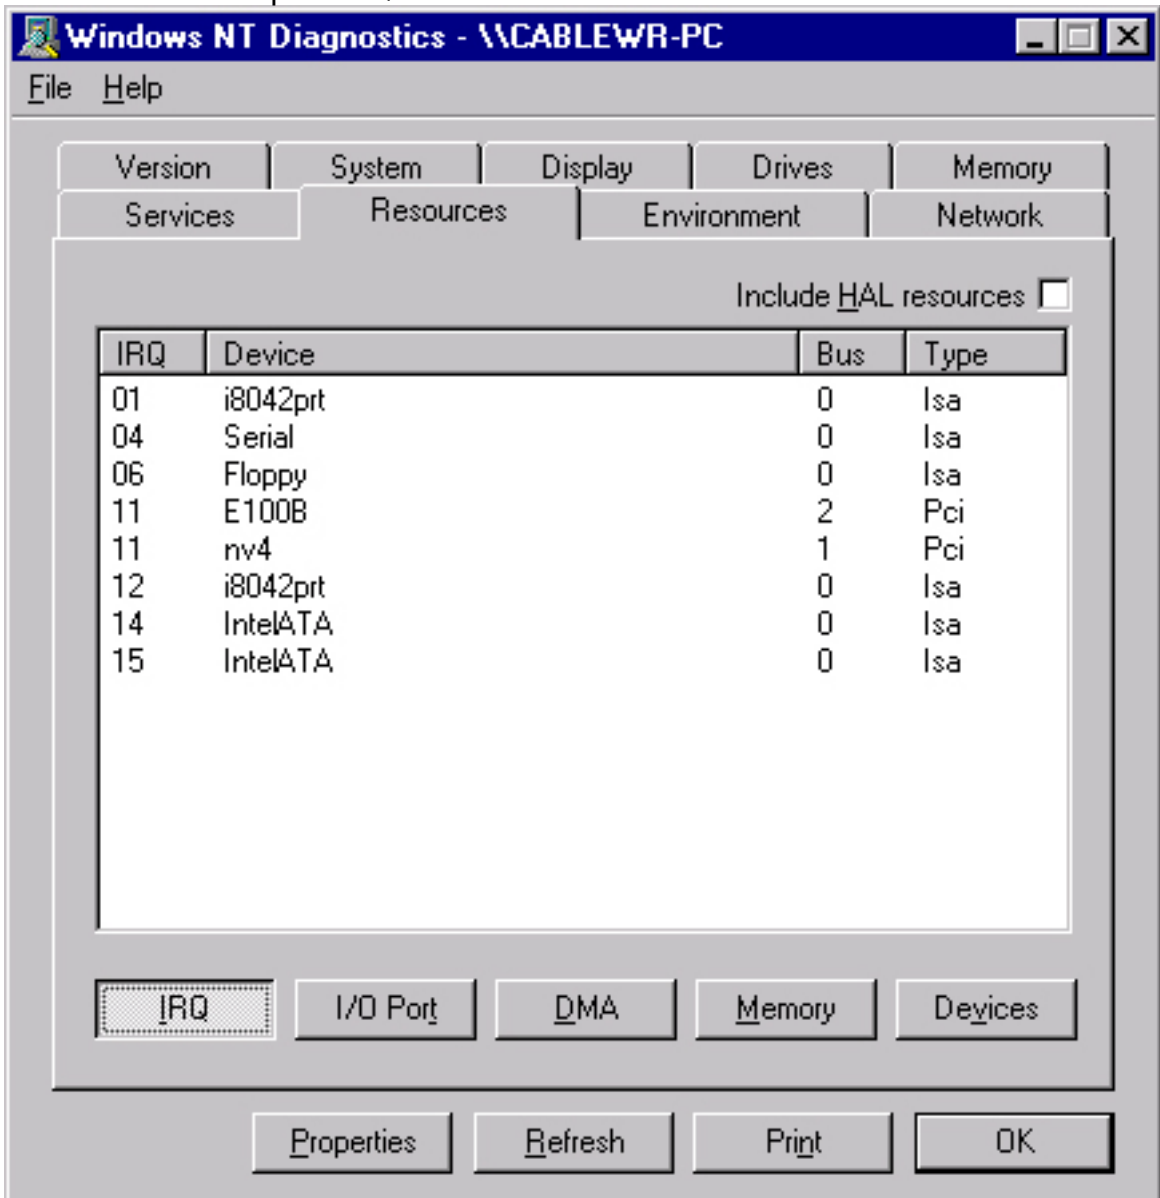 Windows NT Diagnostics - \\CABLEWR-PC
File Help
Version System Display Drives Memory
Services Resources Environment Network
Include HAL resources
IRQ Device Bus Type
01 i8042prt 0 Isa
04 Serial 0 Isa
06 Floppy 0 Isa
11 E100B 2 Pci
11 nv4 1 Pci
12 i8042prt 0 Isa
14 IntelATA 0 Isa
15 IntelATA 0 Isa
IRQ I/O Port DMA Memory Devices
Properties Refresh Print OK